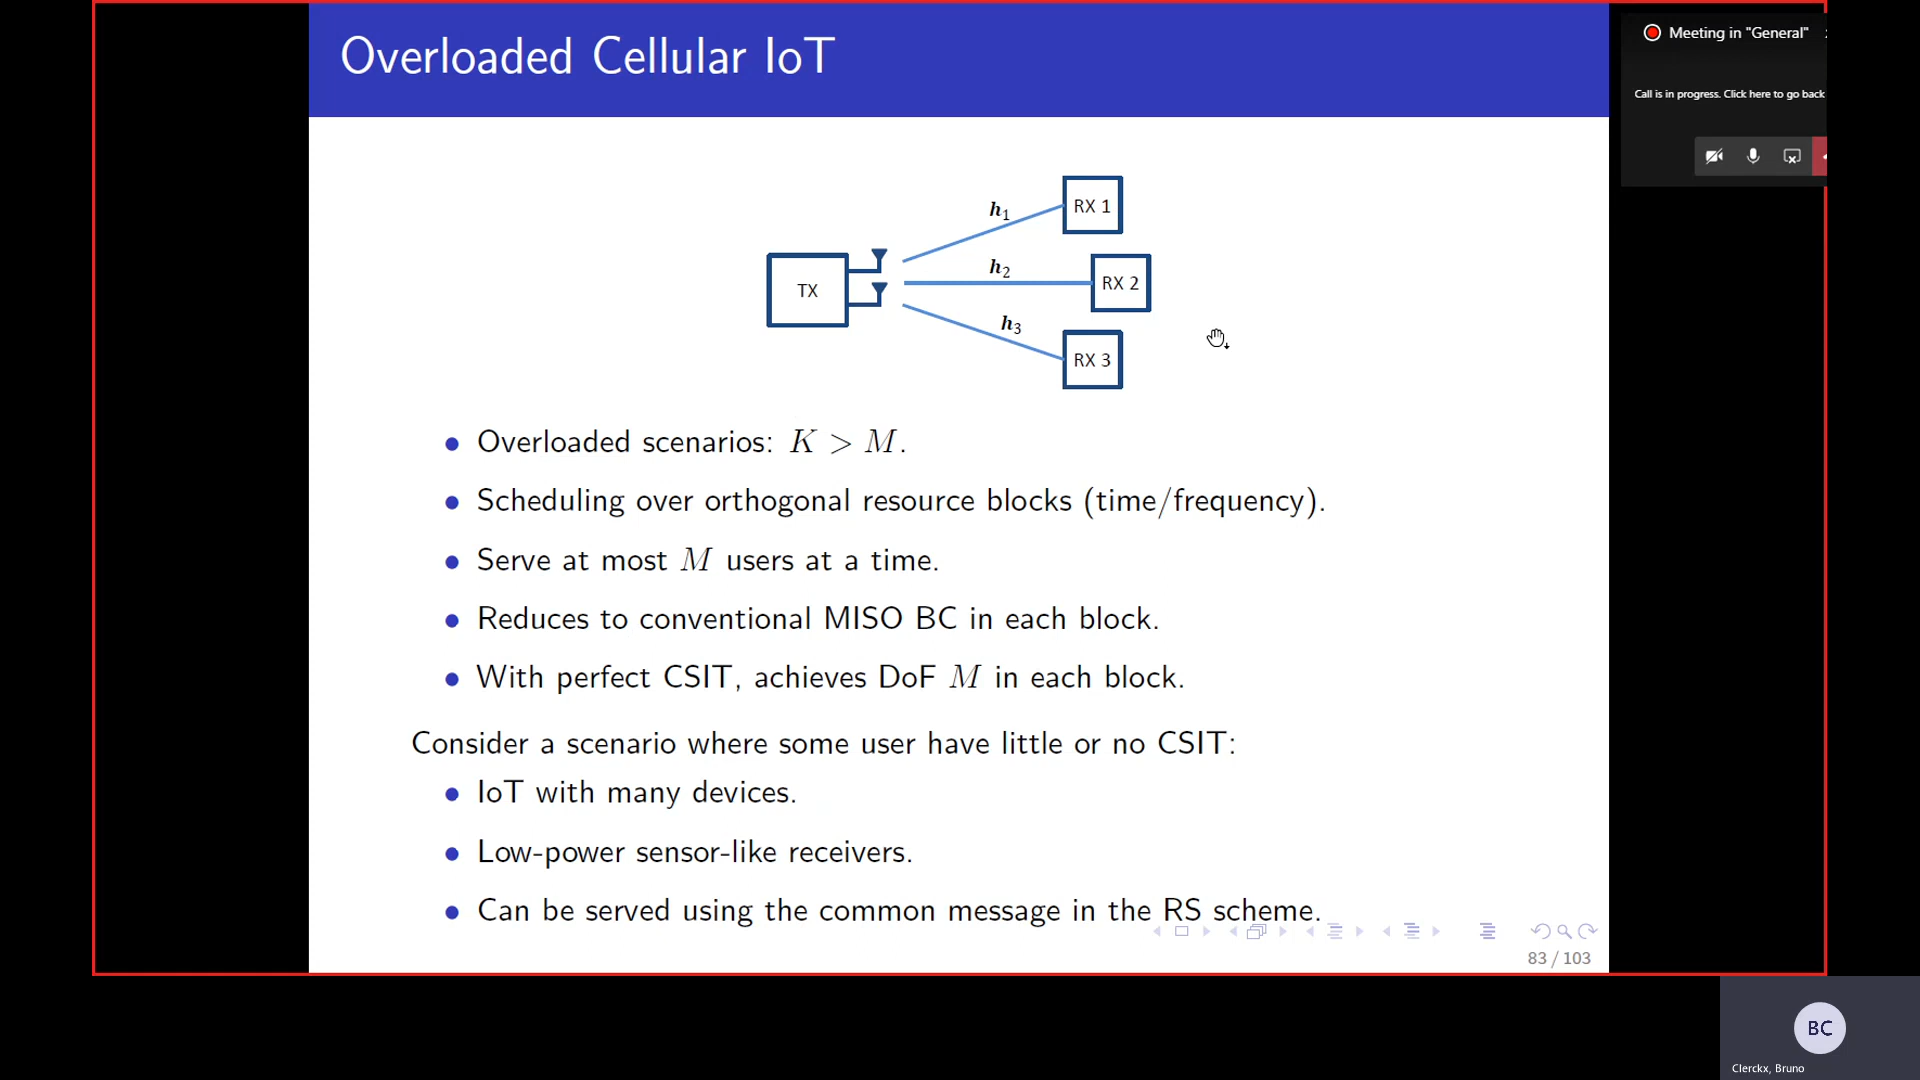 Overloaded Cellular IoT
Meeting in "General"
Call is in progress. Click here to go back
TX
h1
h2
h3
RX 1
RX 2
RX 3
• Overloaded scenarios: K > M.
• Scheduling over orthogonal resource blocks (time/frequency).
• Serve at most M users at a time.
• Reduces to conventional MISO BC in each block.
• With perfect CSIT, achieves DoF M in each block.
Consider a scenario where some user have little or no CSIT:
• IoT with many devices.
• Low-power sensor-like receivers.
• Can be served using the common message in the RS scheme.
83 / 103
BC
Clerckx, Bruno